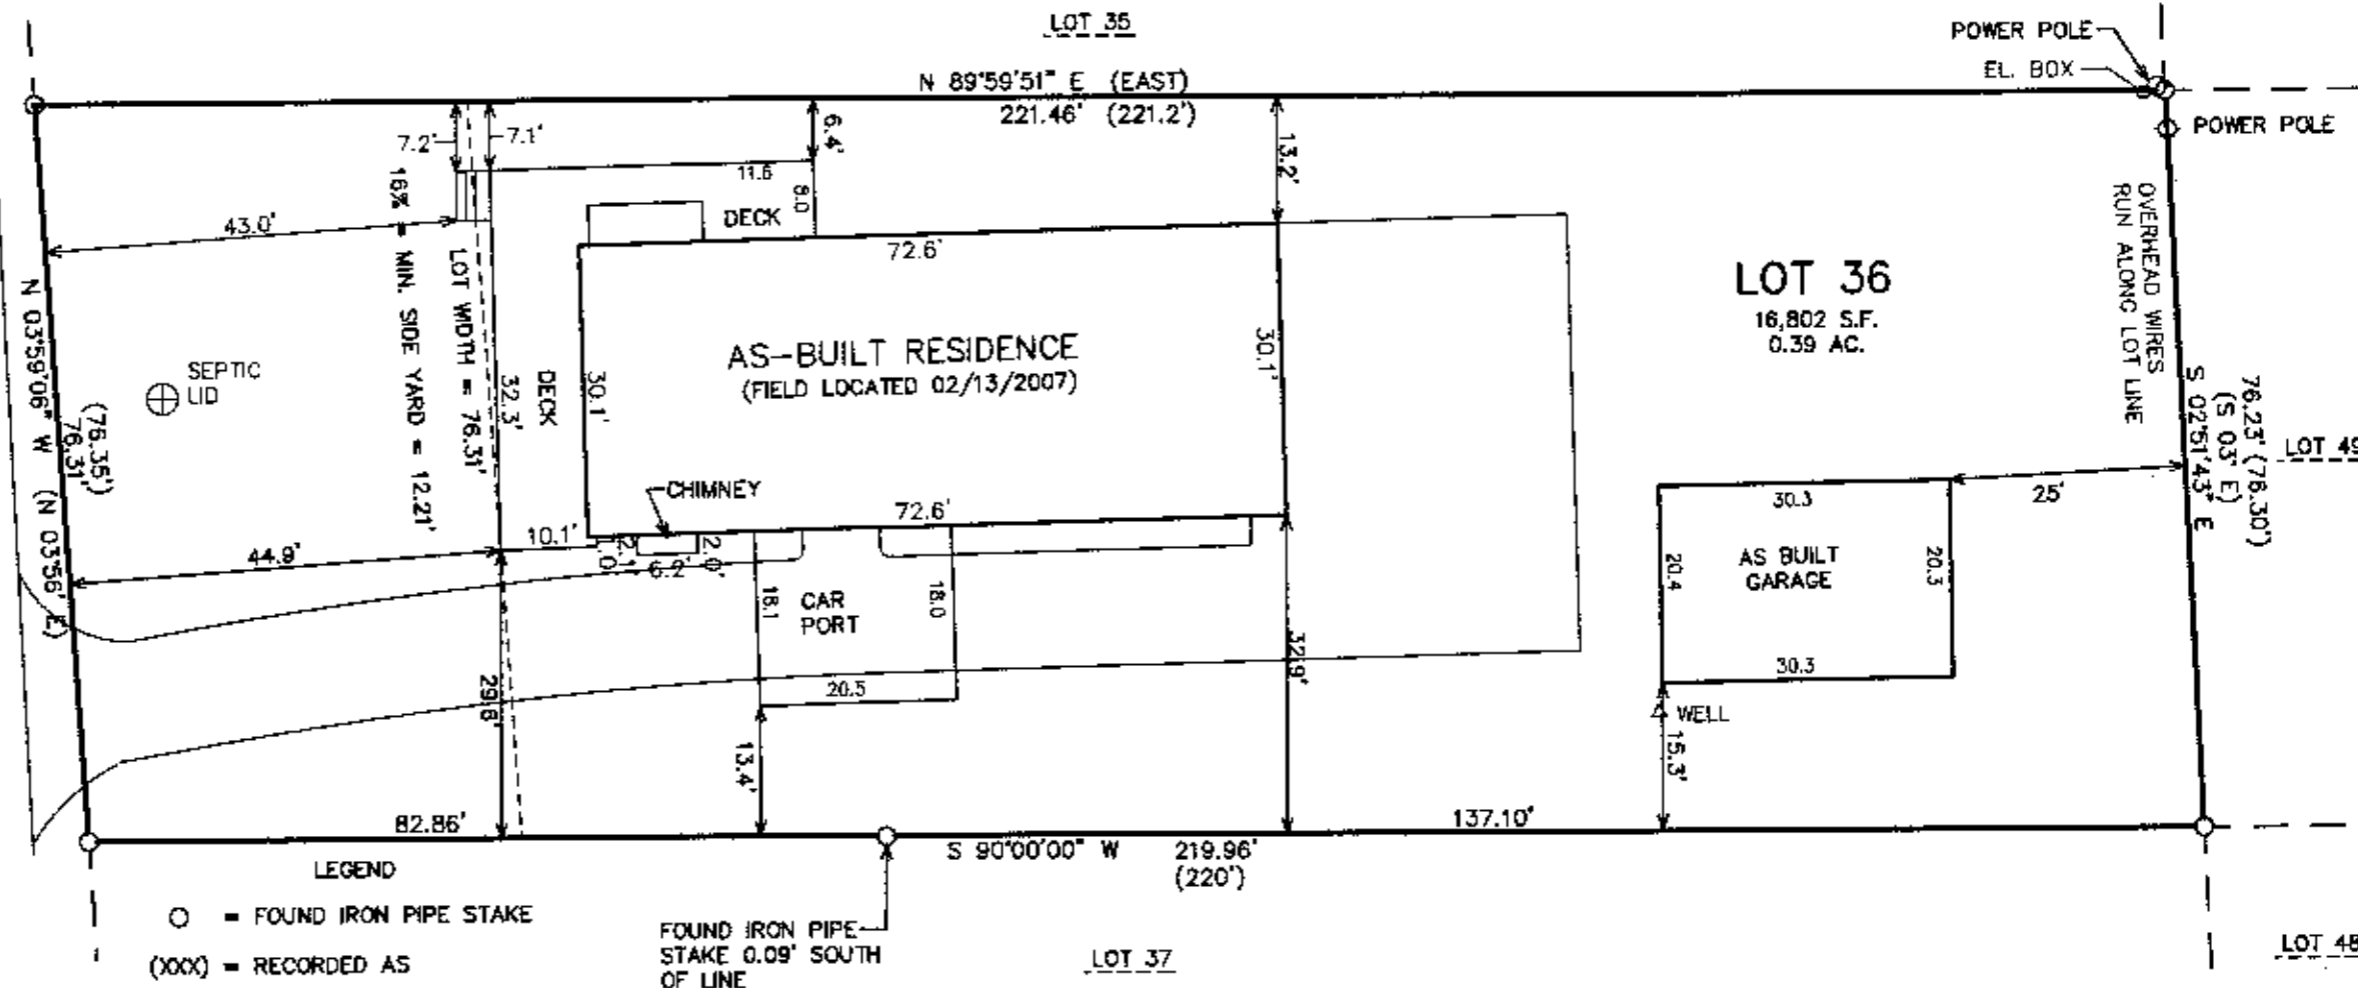 LOT 35
POWER POLE
EL. BOX
N 89°59'51" E (EAST)
221.46' (221.2')
POWER POLE
7.2'
7.1'
6.4'
13.2'
11.6
8.0
DECK
43.0'
72.6'
16% = MIN. SIDE YARD = 12.21'
LOT WIDTH = 76.31'
OVERHEAD WIRES
RUN ALONG LOT LINE
LOT 36
16,802 S.F.
0.39 AC.
N 03°59'06" W (N 03°56' E)
76.31'
(76.35')
SEPTIC
LID
32.3'
DECK
30.1'
AS-BUILT RESIDENCE
(FIELD LOCATED 02/13/2007)
30.1'
S 02°51'43" E
(S 03° E)
76.23' (76.30')
LOT 49
CHIMNEY
72.6'
30.3
25'
44.9'
10.1'
2.0'
6.2'
2.0'
20.4
AS BUILT
GARAGE
20.3
18.1
CAR
PORT
18.0
32.9'
30.3
20.5
29.8'
WELL
13.4'
15.3'
82.86'
137.10'
S 90°00'00" W
219.96'
(220')
LEGEND
O = FOUND IRON PIPE STAKE
(XXX) = RECORDED AS
FOUND IRON PIPE
STAKE 0.09' SOUTH
OF LINE
LOT 37
LOT 48